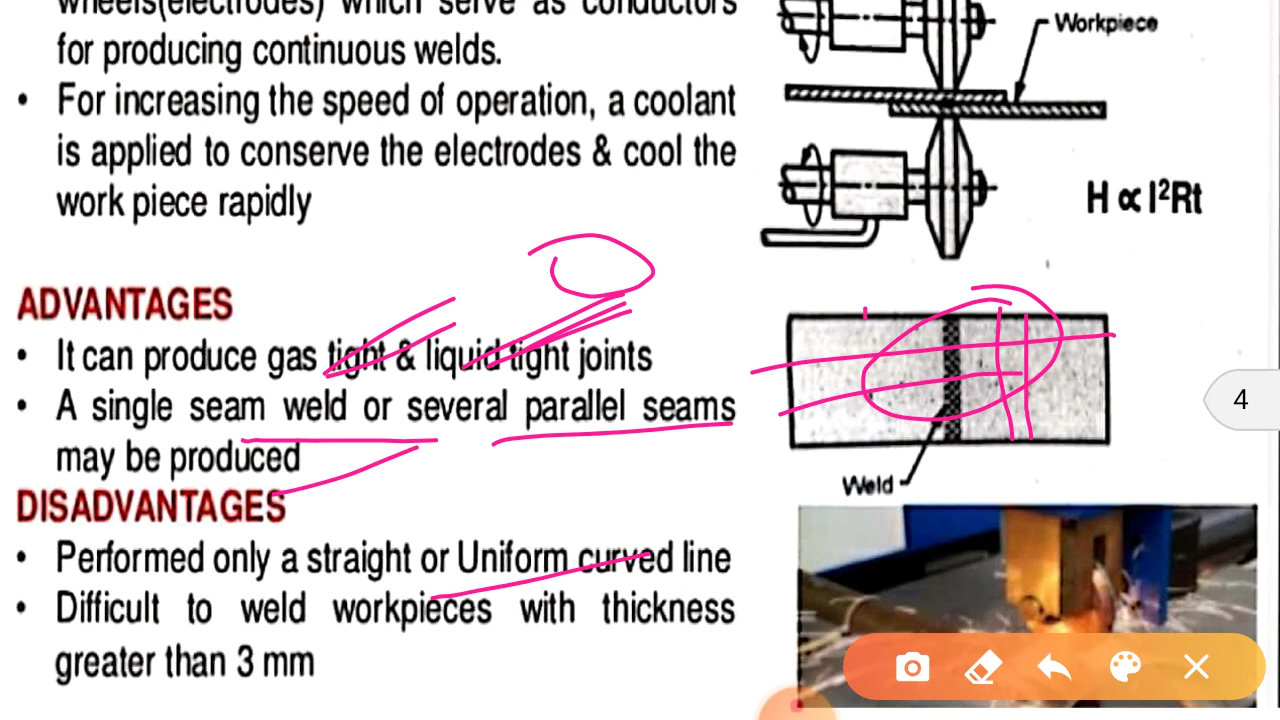 wheels(electrodes) which serve as conductors
for producing continuous welds.
• For increasing the speed of operation, a coolant
is applied to conserve the electrodes & cool the
work piece rapidly
ADVANTAGES
• It can produce gas tight & liquid tight joints
• A single seam weld or several parallel seams
may be produced
DISADVANTAGES
• Performed only a straight or Uniform curved line
• Difficult to weld workpieces with thickness
greater than 3 mm
Workpiece
H ∝ I²Rt
Weld
4